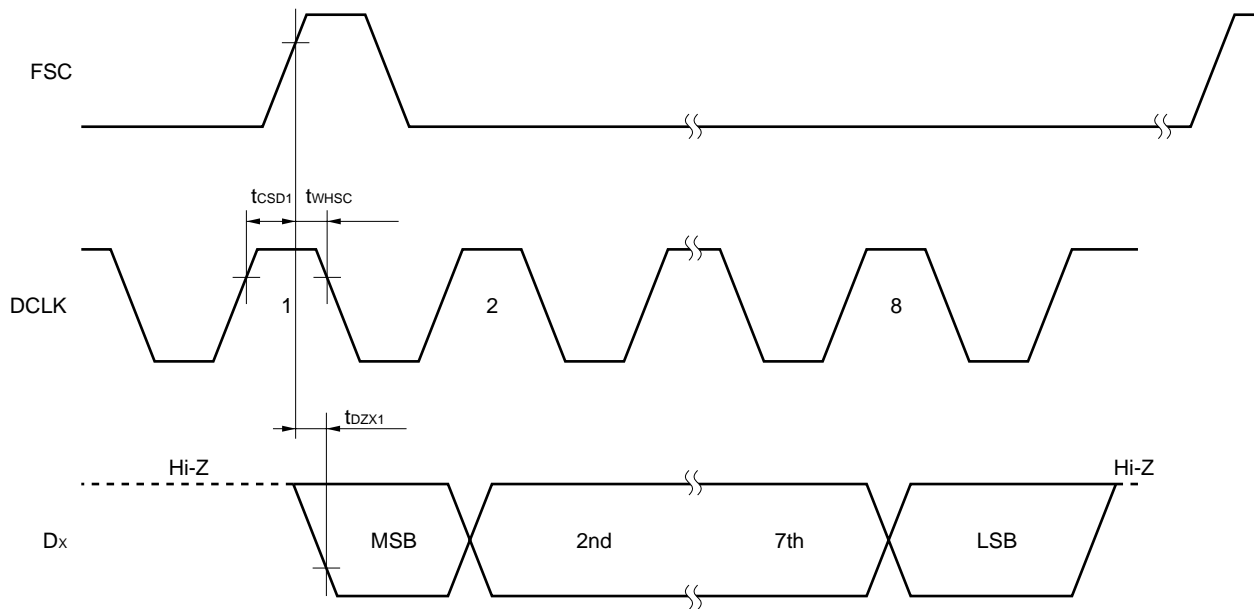 FSC
tCSD1 tWHSC
DCLK 1 2 8
tDZX1
Hi-Z Hi-Z
DX MSB 2nd 7th LSB